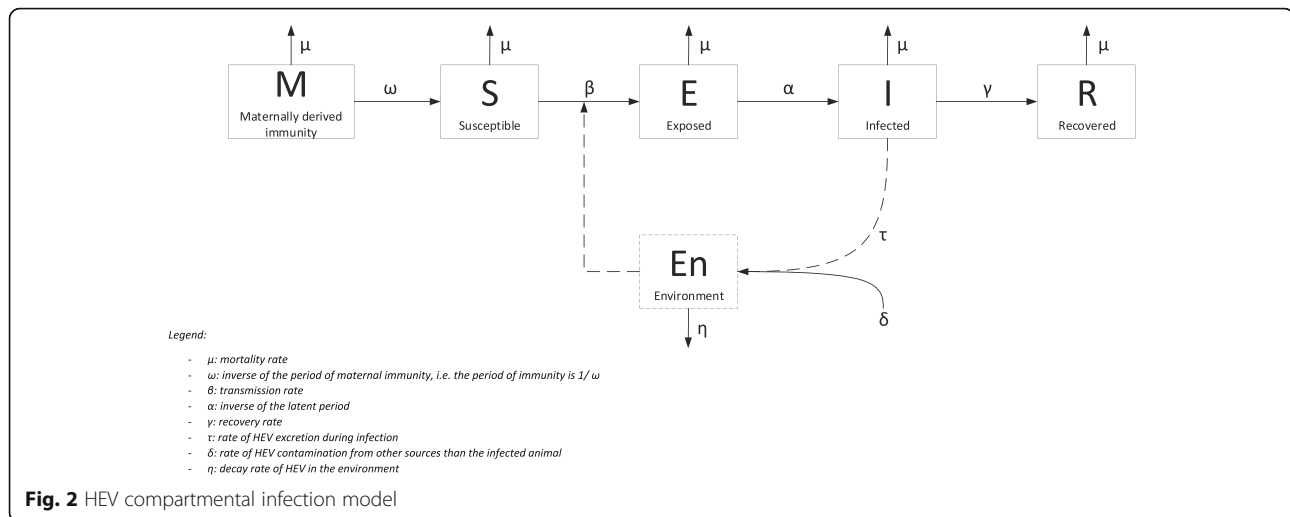 μ μ μ μ μ
M ω S β E α I γ R
Maternally derived
immunity
Susceptible Exposed Infected Recovered
τ
En
Environment
η δ
Legend:
- μ: mortality rate
- ω: inverse of the period of maternal immunity, i.e. the period of immunity is 1/ ω
- β: transmission rate
- α: inverse of the latent period
- γ: recovery rate
- τ: rate of HEV excretion during infection
- δ: rate of HEV contamination from other sources than the infected animal
- η: decay rate of HEV in the environment
Fig. 2 HEV compartmental infection model